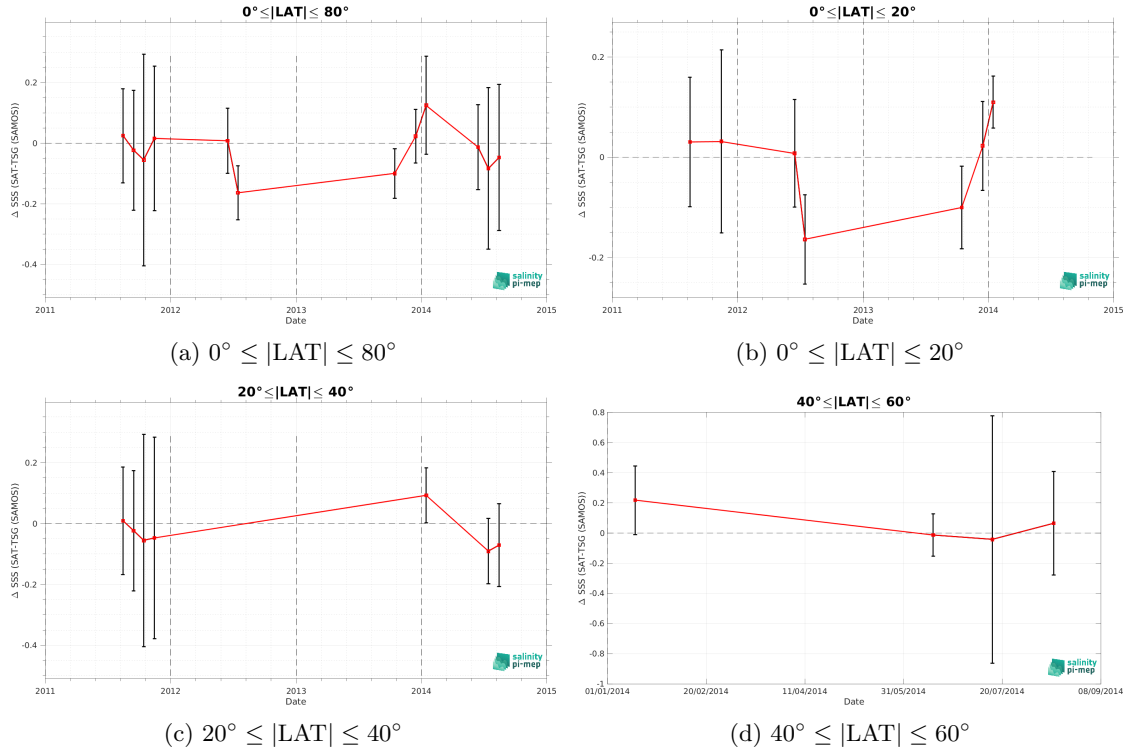 0°≤|LAT|≤ 80°
Δ SSS (SAT-TSG (SAMOS))
0.2
0
-0.2
-0.4
2011
2012
2013
2014
2015
Date
salinity
pi-mep
(a) 0° ≤ |LAT| ≤ 80°
0°≤|LAT|≤ 20°
Δ SSS (SAT-TSG (SAMOS))
0.2
0
-0.2
2011
2012
2013
2014
2015
Date
salinity
pi-mep
(b) 0° ≤ |LAT| ≤ 20°
20°≤|LAT|≤ 40°
Δ SSS (SAT-TSG (SAMOS))
0.2
0
-0.2
-0.4
2011
2012
2013
2014
2015
Date
salinity
pi-mep
(c) 20° ≤ |LAT| ≤ 40°
40°≤|LAT|≤ 60°
Δ SSS (SAT-TSG (SAMOS))
0.8
0.6
0.4
0.2
0
-0.2
-0.4
-0.6
-0.8
-1
01/01/2014
20/02/2014
11/04/2014
31/05/2014
20/07/2014
08/09/2014
Date
salinity
pi-mep
(d) 40° ≤ |LAT| ≤ 60°